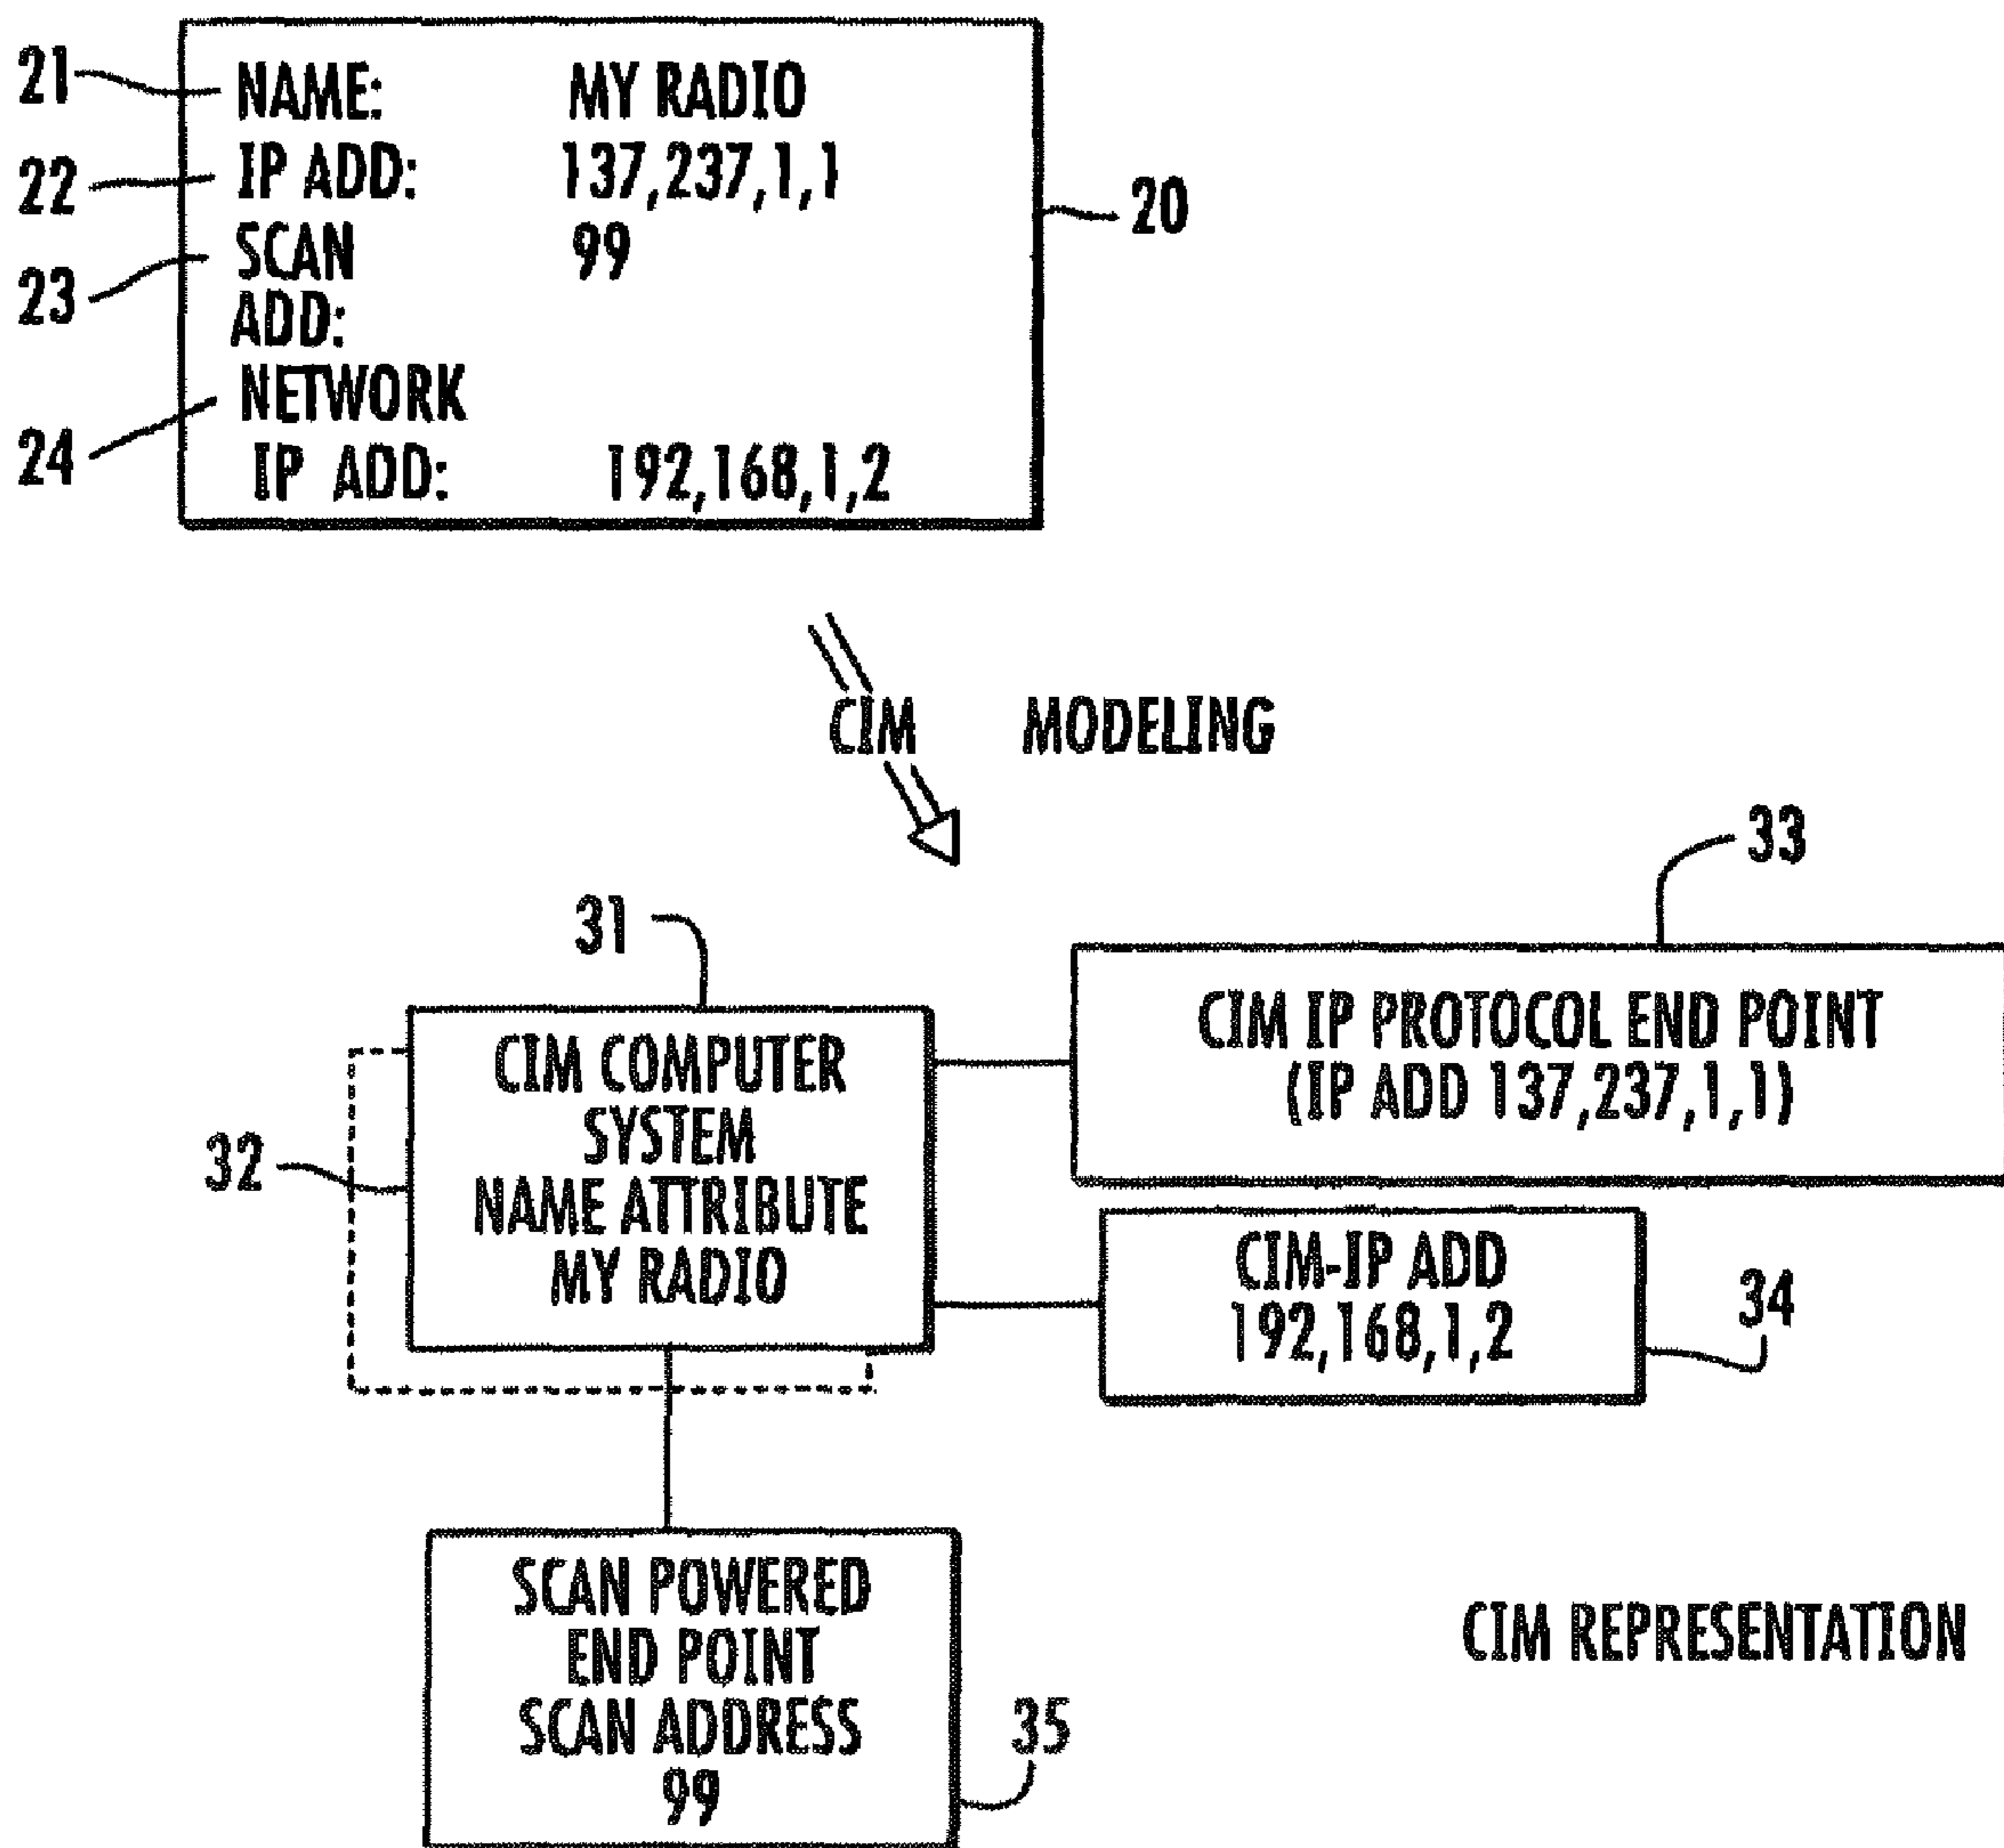 21 NAME: MY RADIO
22 IP ADD: 137,237,1,1
20
23 SCAN 99
ADD:
24 NETWORK
IP ADD: 192,168,1,2
CIM MODELING
33
31
CIM IP PROTOCOL END POINT
(IP ADD 137,237,1,1)
32
CIM COMPUTER
SYSTEM
NAME ATTRIBUTE
MY RADIO
CIM-IP ADD
192,168,1,2
34
SCAN POWERED
END POINT
SCAN ADDRESS
99
35
CIM REPRESENTATION